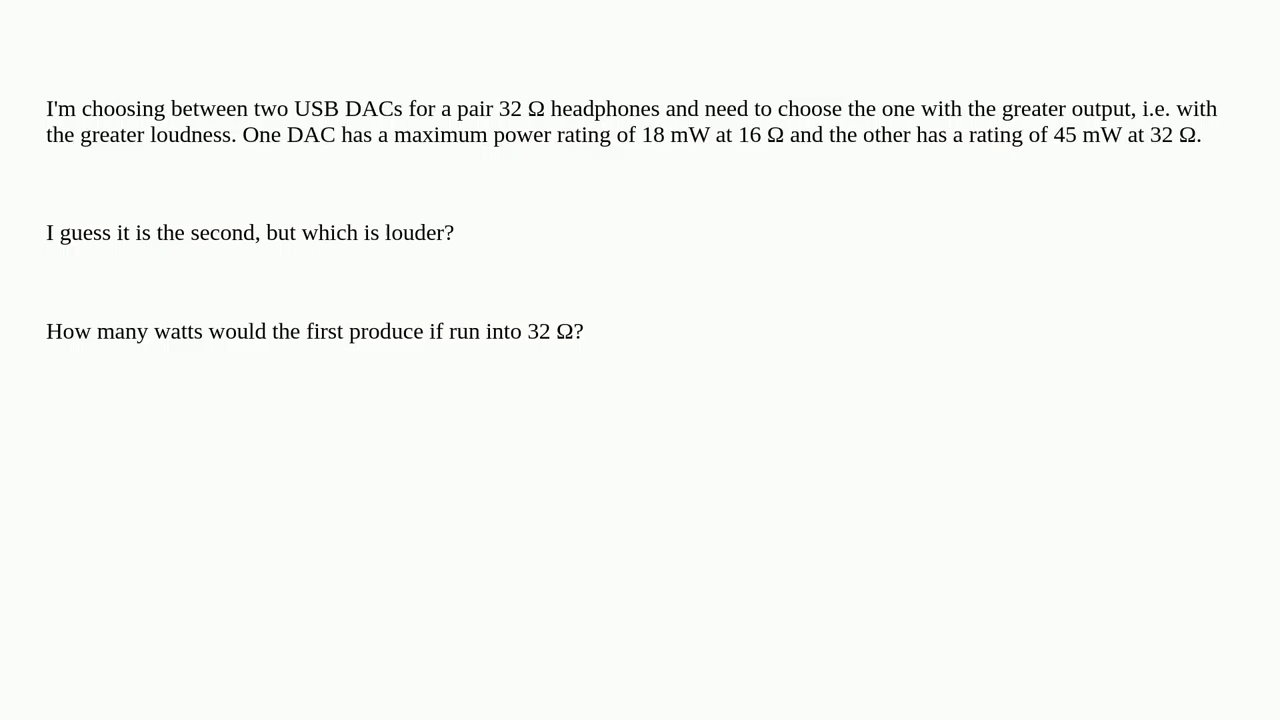 I'm choosing between two USB DACs for a pair 32 Ω headphones and need to choose the one with the greater output, i.e. with
the greater loudness. One DAC has a maximum power rating of 18 mW at 16 Ω and the other has a rating of 45 mW at 32 Ω.
I guess it is the second, but which is louder?
How many watts would the first produce if run into 32 Ω?